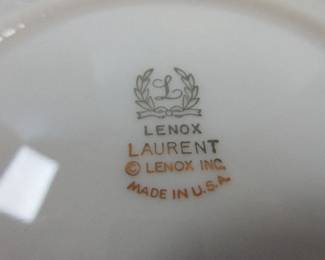 L
LENOX
LAURENT
© LENOX INC.
MADE IN U.S.A.